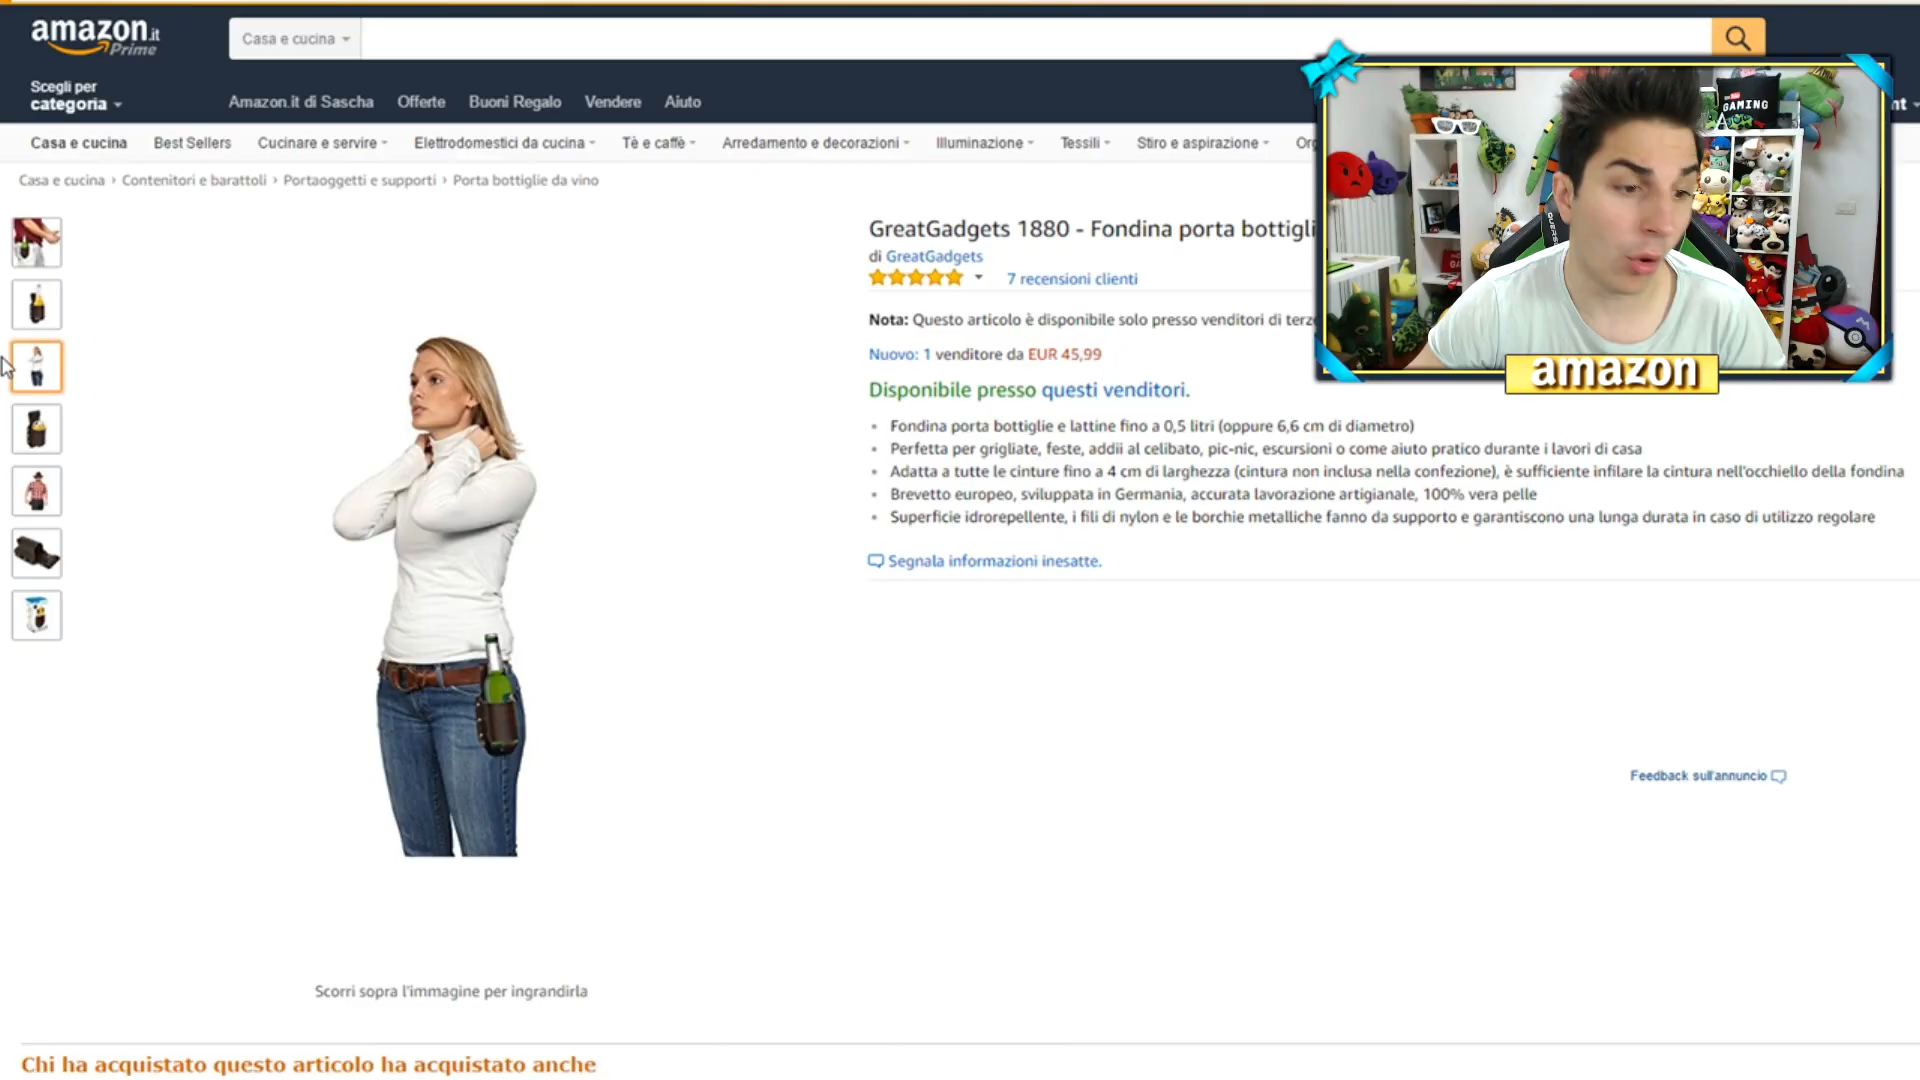 amazon.it
Prime
Casa e cucina
Scegli per
categoria
Amazon.it di Sascha
Offerte
Buoni Regalo
Vendere
Aiuto
nt
Casa e cucina
Best Sellers
Cucinare e servire
Elettrodomestici da cucina
Tè e caffè
Arredamento e decorazioni
Illuminazione
Tessili
Stiro e aspirazione
Casa e cucina › Contenitori e barattoli › Portaoggetti e supporti › Porta bottiglie da vino
GAMING
amazon
GreatGadgets 1880 - Fondina porta bottigli
di GreatGadgets
7 recensioni clienti
Nota: Questo articolo è disponibile solo presso venditori di terz
Nuovo: 1 venditore da EUR 45,99
Disponibile presso questi venditori.
Fondina porta bottiglie e lattine fino a 0,5 litri (oppure 6,6 cm di diametro)
Perfetta per grigliate, feste, addii al celibato, pic-nic, escursioni o come aiuto pratico durante i lavori di casa
Adatta a tutte le cinture fino a 4 cm di larghezza (cintura non inclusa nella confezione), è sufficiente infilare la cintura nell'occhiello della fondina
Brevetto europeo, sviluppata in Germania, accurata lavorazione artigianale, 100% vera pelle
Superficie idrorepellente, i fili di nylon e le borchie metalliche fanno da supporto e garantiscono una lunga durata in caso di utilizzo regolare
Segnala informazioni inesatte.
Feedback sull'annuncio
Scorri sopra l'immagine per ingrandirla
Chi ha acquistato questo articolo ha acquistato anche